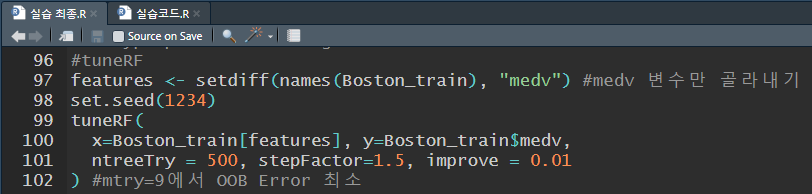 실습 최종.R × 실습코드.R ×
Source on Save
96 #tuneRF
97 features <- setdiff(names(Boston_train), "medv") #medv 변수만 골라내기
98 set.seed(1234)
99 tuneRF(
100 x=Boston_train[features], y=Boston_train$medv,
101 ntreeTry = 500, stepFactor=1.5, improve = 0.01
102 ) #mtry=9에서 OOB Error 최소